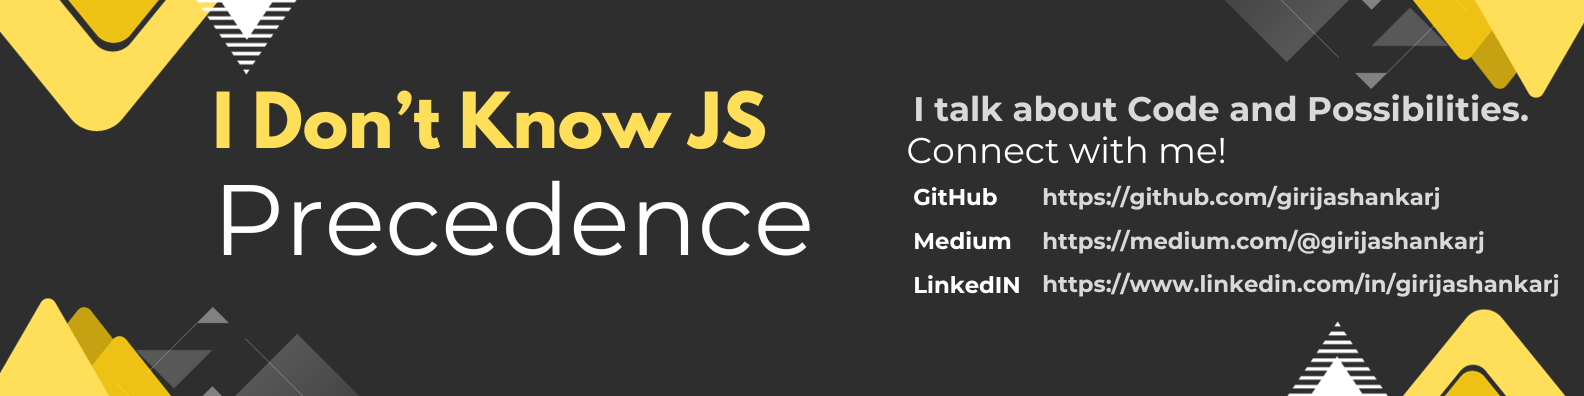 I Don’t Know JS
Precedence
I talk about Code and Possibilities.
Connect with me!
GitHub https://github.com/girijashankarj
Medium https://medium.com/@girijashankarj
LinkedIN https://www.linkedin.com/in/girijashankarj